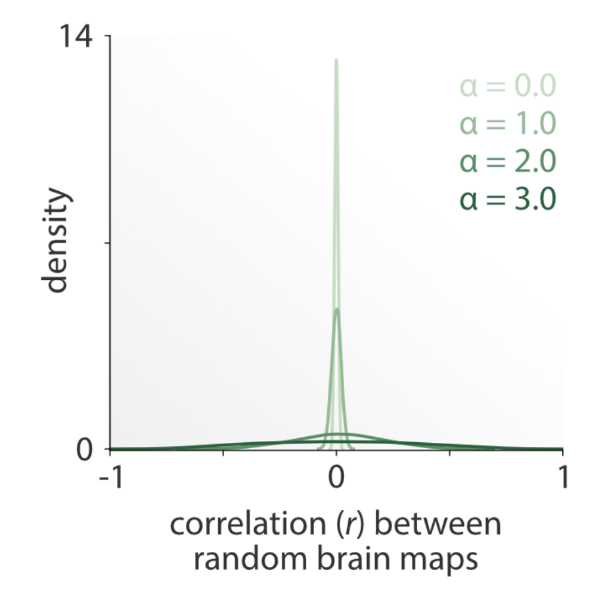 14
α = 0.0
α = 1.0
α = 2.0
α = 3.0
density
0
-1
0
1
correlation (r) between
random brain maps